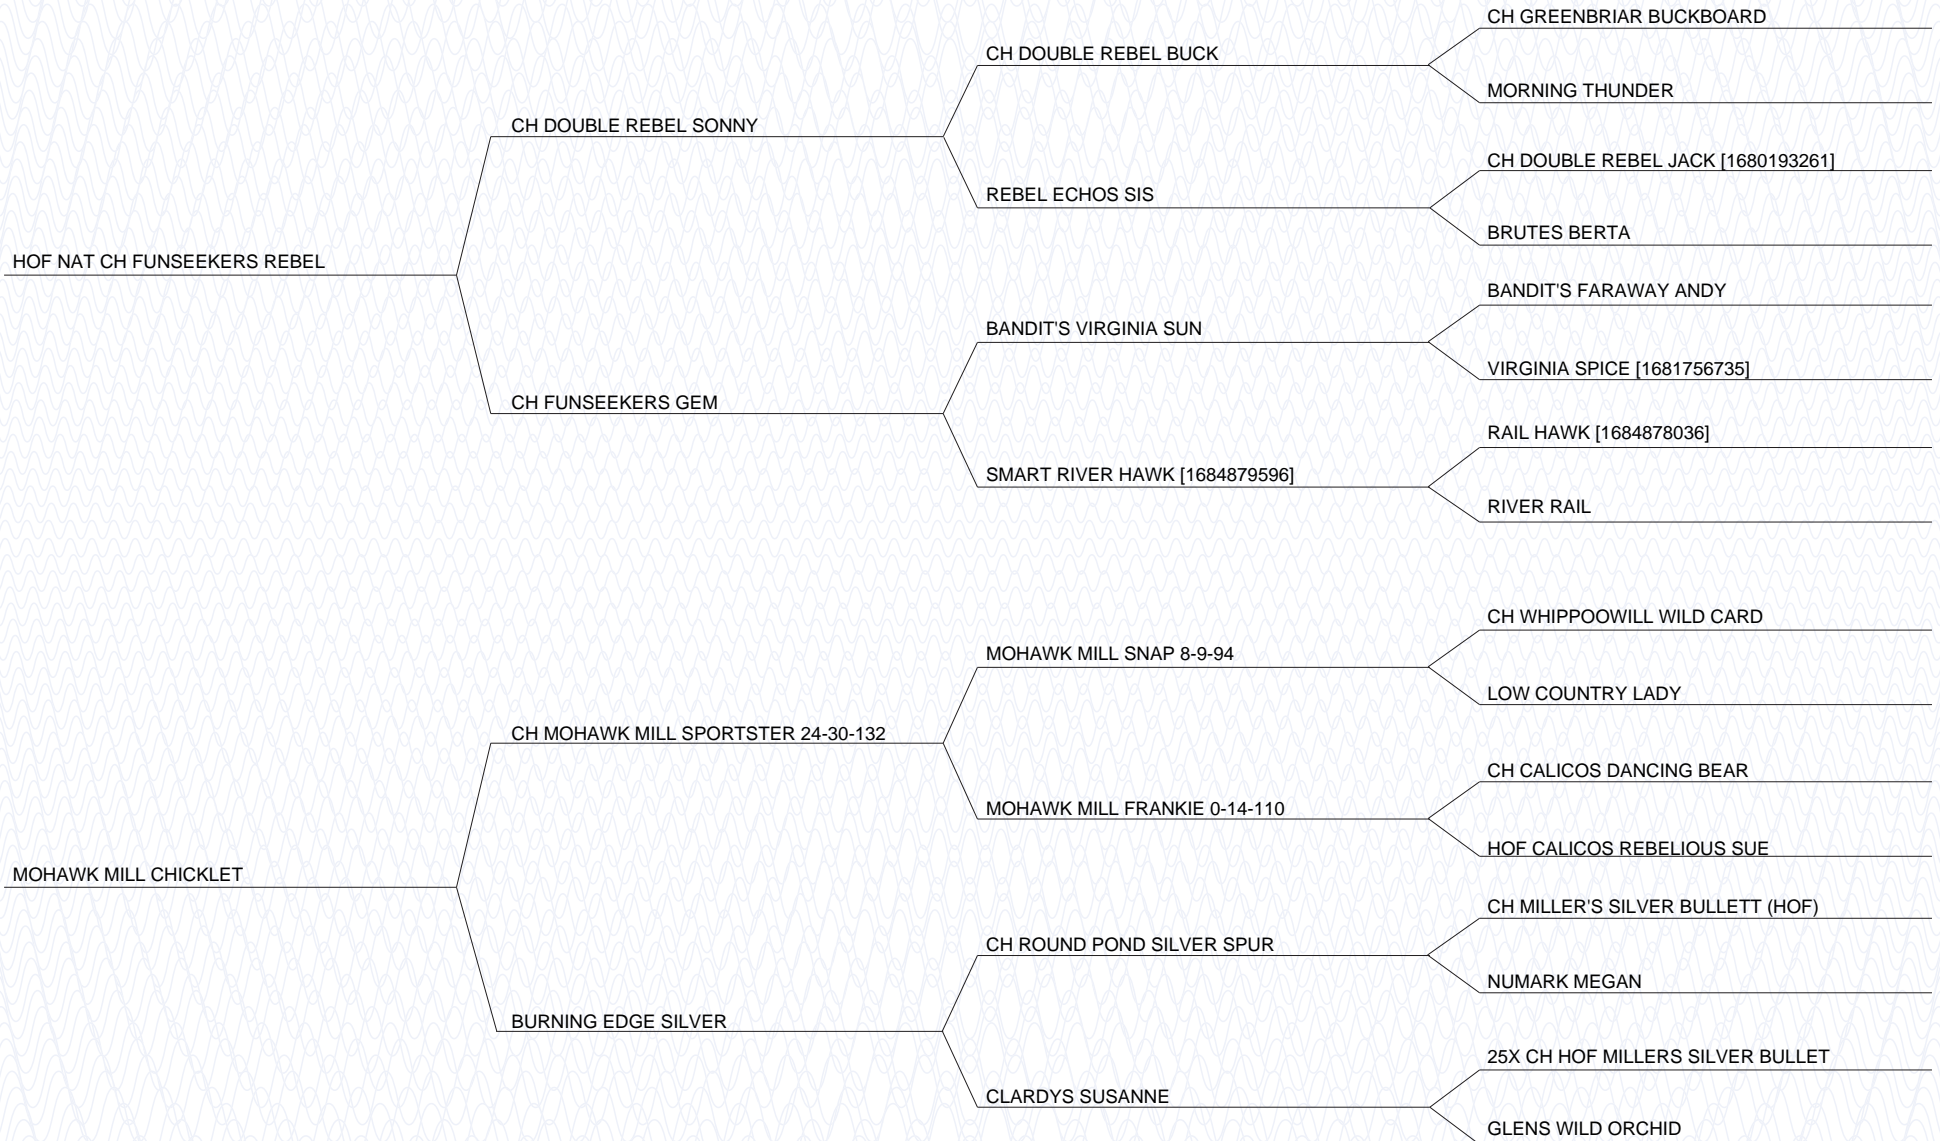 CH GREENBRIAR BUCKBOARD
CH DOUBLE REBEL BUCK
MORNING THUNDER
CH DOUBLE REBEL SONNY
CH DOUBLE REBEL JACK [1680193261]
REBEL ECHOS SIS
BRUTES BERTA
HOF NAT CH FUNSEEKERS REBEL
BANDIT'S FARAWAY ANDY
BANDIT'S VIRGINIA SUN
VIRGINIA SPICE [1681756735]
CH FUNSEEKERS GEM
RAIL HAWK [1684878036]
SMART RIVER HAWK [1684879596]
RIVER RAIL
CH WHIPPOOWILL WILD CARD
MOHAWK MILL SNAP 8-9-94
LOW COUNTRY LADY
CH MOHAWK MILL SPORTSTER 24-30-132
CH CALICOS DANCING BEAR
MOHAWK MILL FRANKIE 0-14-110
HOF CALICOS REBELIOUS SUE
MOHAWK MILL CHICKLET
CH MILLER'S SILVER BULLETT (HOF)
CH ROUND POND SILVER SPUR
NUMARK MEGAN
BURNING EDGE SILVER
25X CH HOF MILLERS SILVER BULLET
CLARDYS SUSANNE
GLENS WILD ORCHID